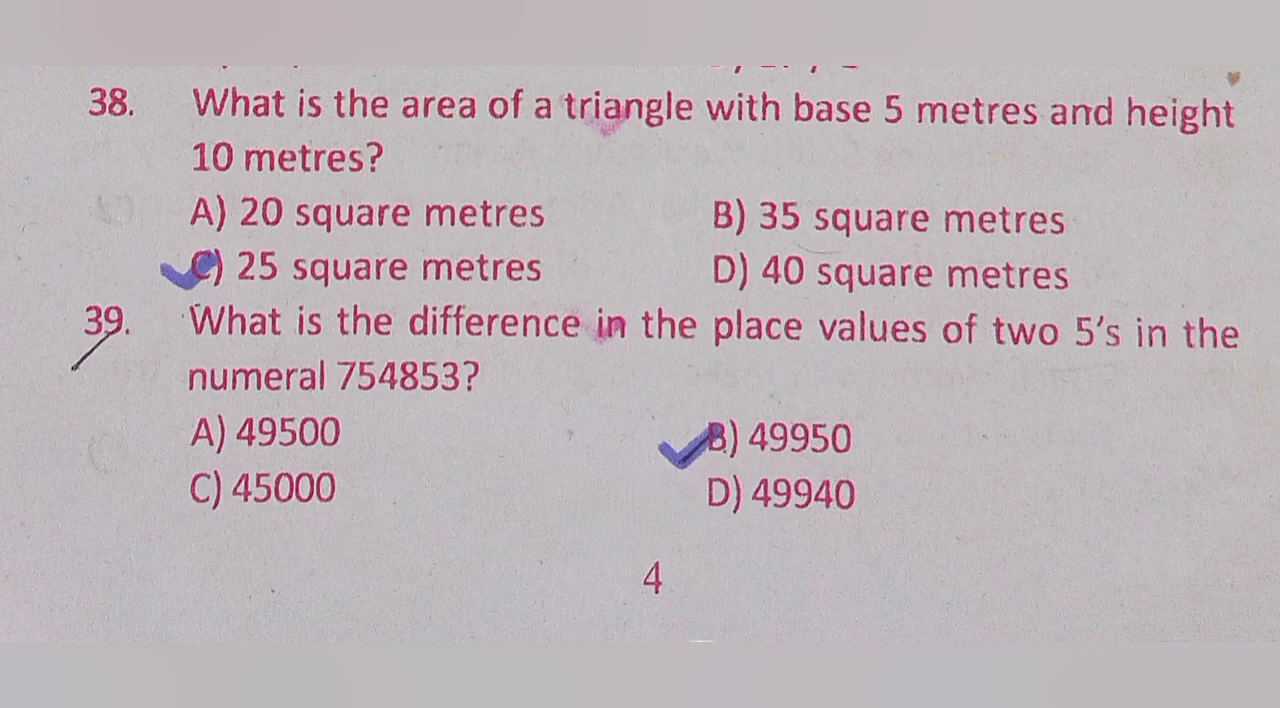 38. What is the area of a triangle with base 5 metres and height
10 metres?
A) 20 square metres B) 35 square metres
C) 25 square metres D) 40 square metres
39. What is the difference in the place values of two 5's in the
numeral 754853?
A) 49500 B) 49950
C) 45000 D) 49940
4